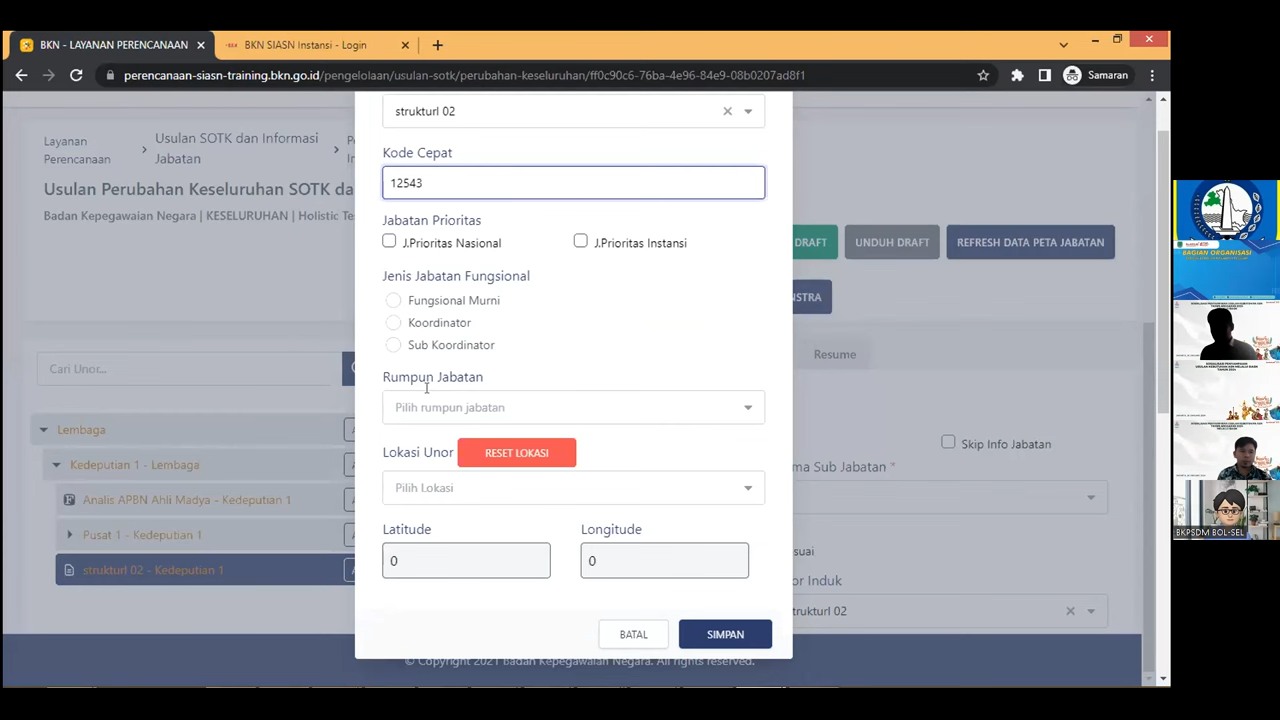 BKN - LAYANAN PERENCANAAN
BKN SIASN Instansi - Login
perencanaan-siasn-training.bkn.go.id/pengelolaan/usulan-sotk/perubahan-keseluruhan/ff0c90c6-76ba-4e96-84e9-08b0207ad8f1
Samaran
Layanan
Perencanaan
Usulan SOTK dan Informasi
Jabatan
Usulan Perubahan Keseluruhan SOTK da
Badan Kepegawaian Negara | KESELURUHAN | Holistic Te
DRAFT
UNDUH DRAFT
REFRESH DATA PETA JABATAN
NSTRA
Cari Unor...
Resume
Lembaga
Kedeputian 1 - Lembaga
Analis APBN Ahli Madya - Kedeputian 1
Pusat 1 - Kedeputian 1
strukturl 02 - Kedeputian 1
Skip Info Jabatan
ma Sub Jabatan *
suai
or Induk
strukturl 02
strukturl 02
Kode Cepat
12543
Jabatan Prioritas
J.Prioritas Nasional
J.Prioritas Instansi
Jenis Jabatan Fungsional
Fungsional Murni
Koordinator
Sub Koordinator
Rumpun Jabatan
Pilih rumpun jabatan
Lokasi Unor
RESET LOKASI
Pilih Lokasi
Latitude
Longitude
0
0
BATAL
SIMPAN
© Copyright 2021 Badan Kepegawaian Negara. All rights reserved.
BAGIAN ORGANISASI
BKPSDM BOL-SEL